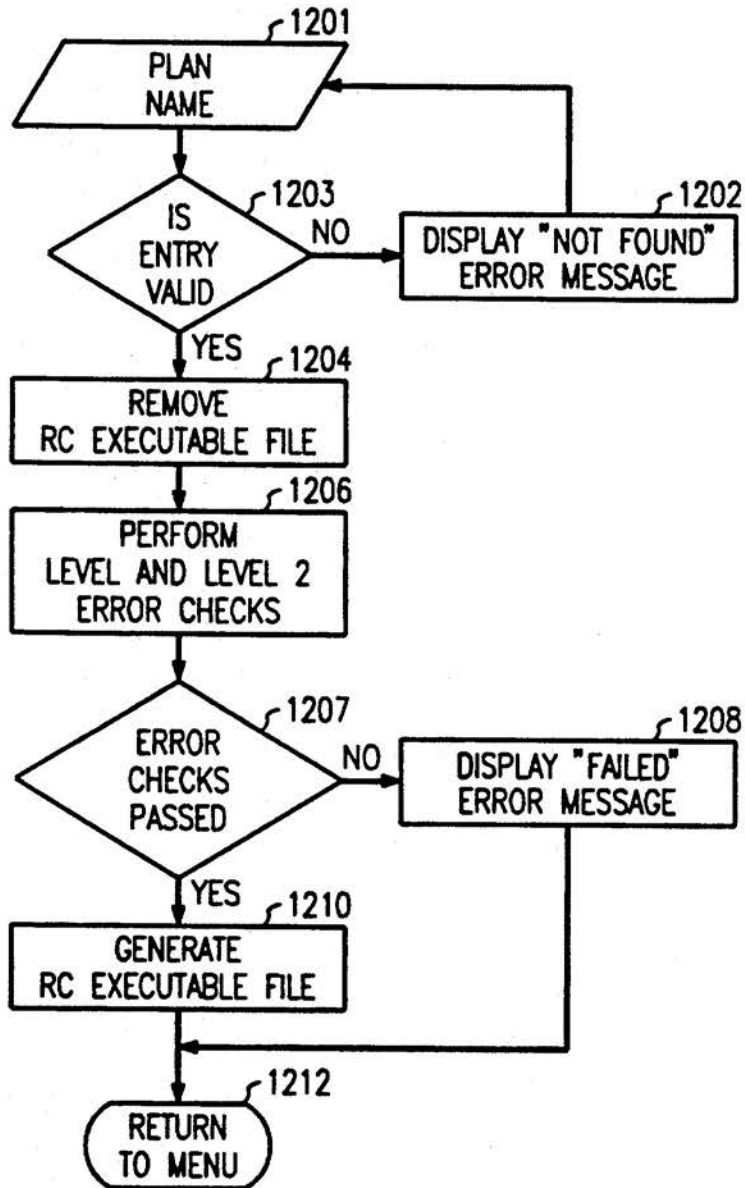 1201
PLAN
NAME
1203
IS
ENTRY
VALID
NO
1202
DISPLAY "NOT FOUND"
ERROR MESSAGE
YES
1204
REMOVE
RC EXECUTABLE FILE
1206
PERFORM
LEVEL AND LEVEL 2
ERROR CHECKS
1207
ERROR
CHECKS
PASSED
NO
1208
DISPLAY "FAILED"
ERROR MESSAGE
YES
1210
GENERATE
RC EXECUTABLE FILE
1212
RETURN
TO MENU